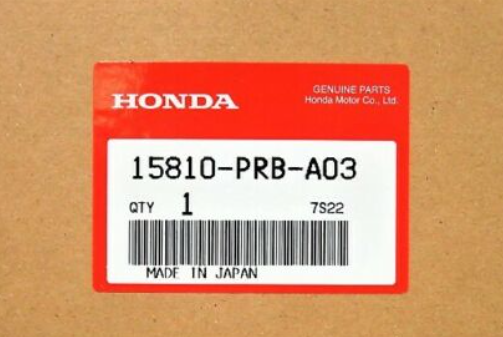 HONDA
GENUINE PARTS
Honda Motor Co., Ltd.
15810-PRB-A03
QTY 1 7S22
MADE IN JAPAN